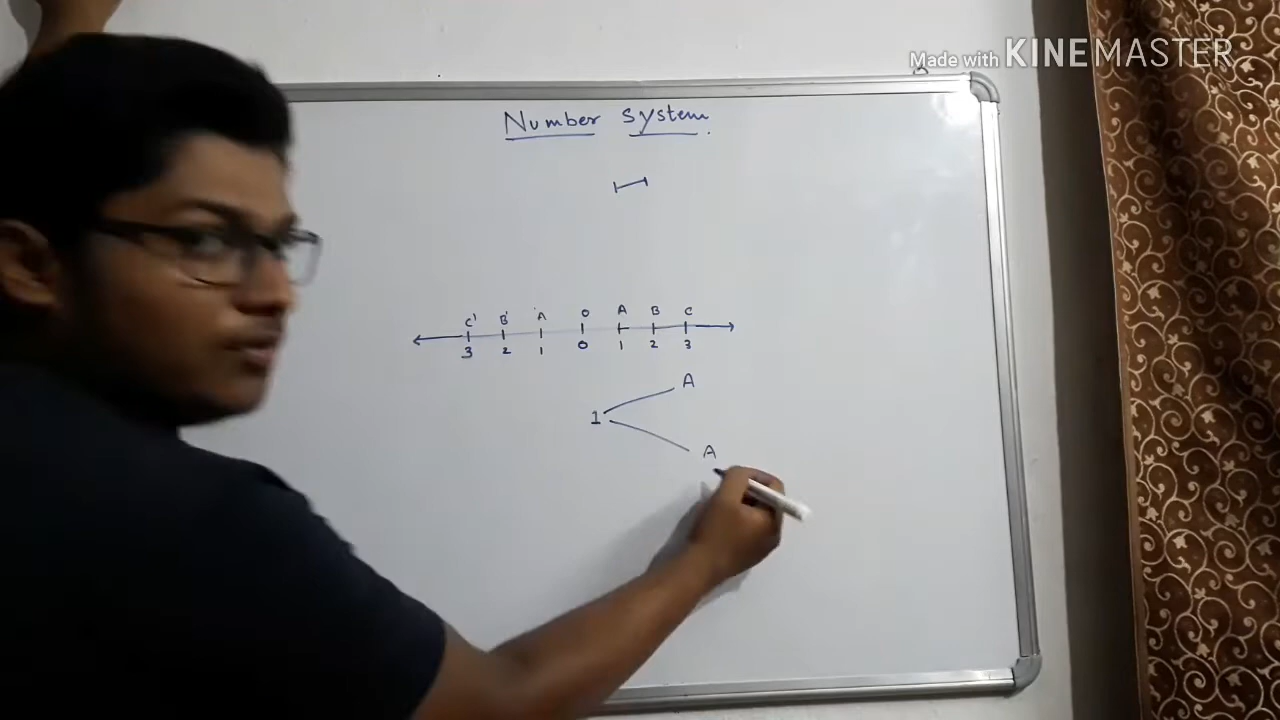 Made with KINEMASTER
Number system.
C' B' A' O A B C
3 2 1 0 1 2 3
A
1
A